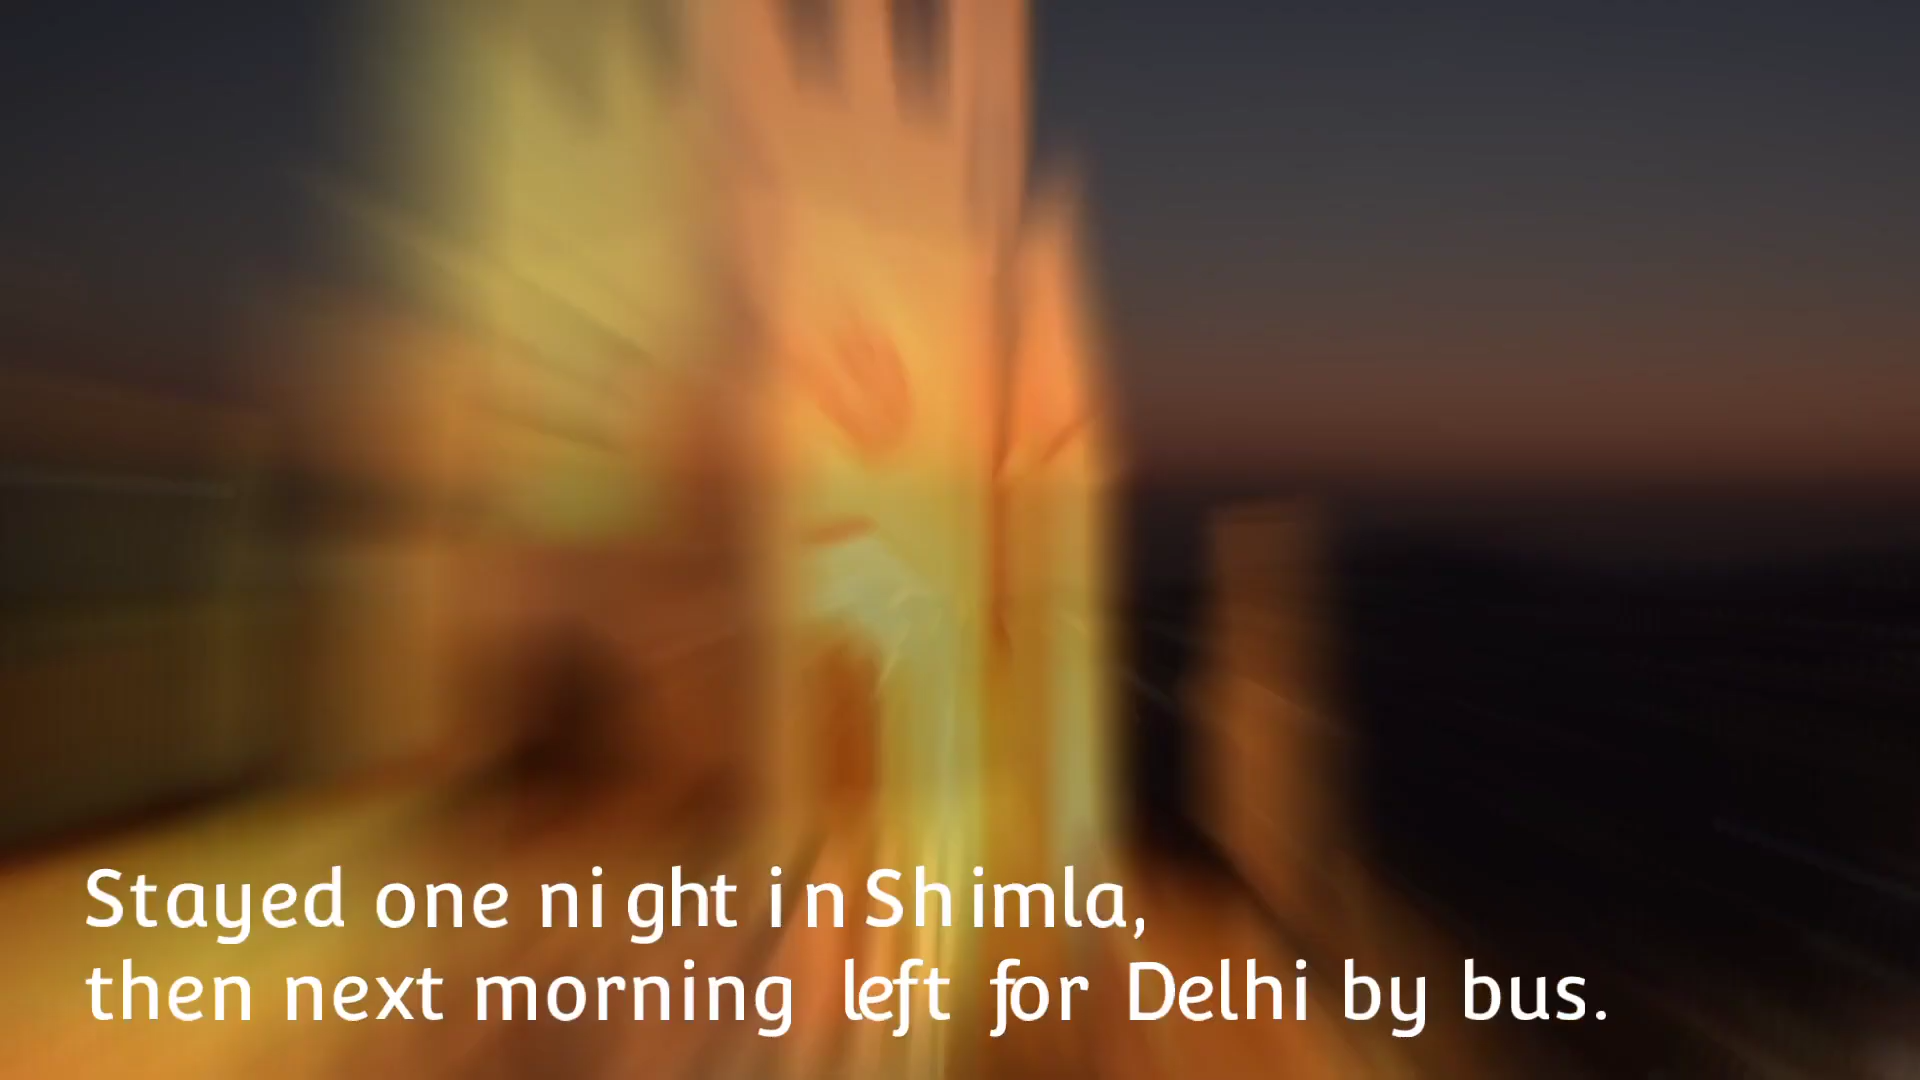 Stayed one night in Shimla,
then next morning left for Delhi by bus.